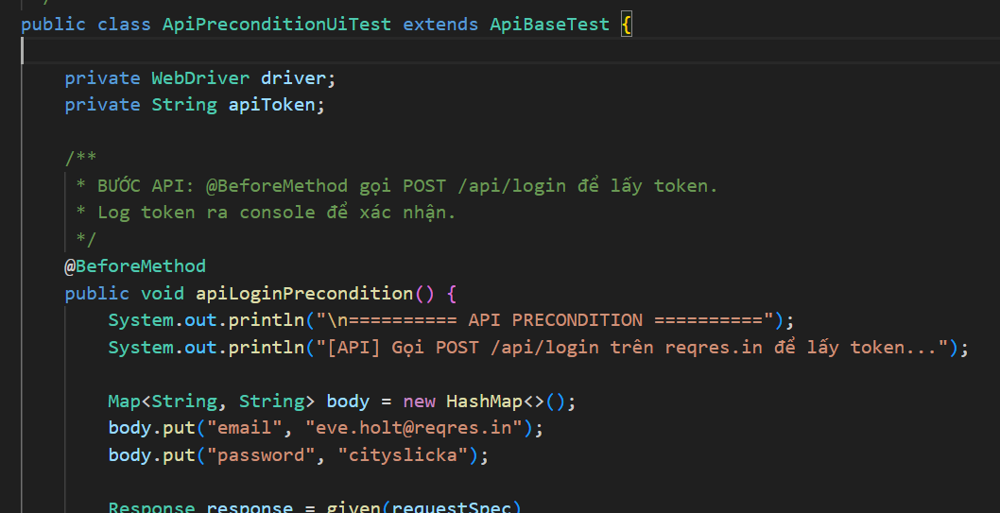 */
public class ApiPreconditionUiTest extends ApiBaseTest {
private WebDriver driver;
private String apiToken;
/**
* BƯỚC API: @BeforeMethod gọi POST /api/login để lấy token.
* Log token ra console để xác nhận.
*/
@BeforeMethod
public void apiLoginPrecondition() {
System.out.println("\n========== API PRECONDITION ==========");
System.out.println("[API] Gọi POST /api/login trên reqres.in để lấy token...");
Map<String, String> body = new HashMap<>();
body.put("email", "eve.holt@reqres.in");
body.put("password", "cityslicka");
Response response = given(requestSpec)